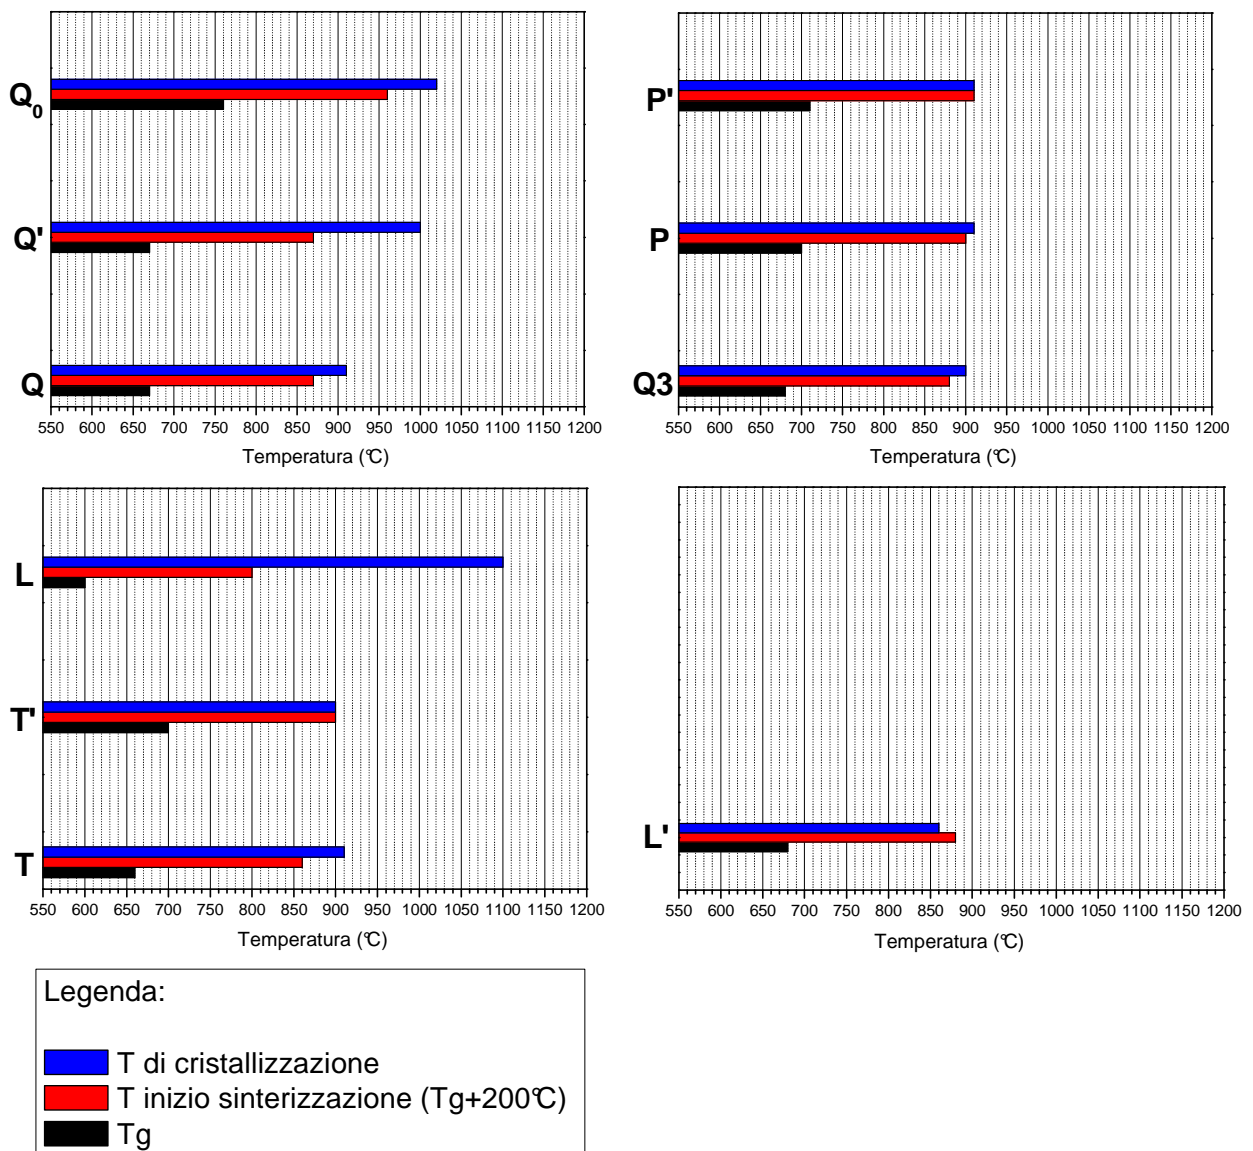 Q0
Q'
Q
550 600 650 700 750 800 850 900 950 1000 1050 1100 1150 1200
Temperatura (°C)
P'
P
Q3
550 600 650 700 750 800 850 900 950 1000 1050 1100 1150 1200
Temperatura (°C)
L
T'
T
550 600 650 700 750 800 850 900 950 1000 1050 1100 1150 1200
Temperatura (°C)
L'
550 600 650 700 750 800 850 900 950 1000 1050 1100 1150 1200
Temperatura (°C)
Legenda:
T di cristallizzazione
T inizio sinterizzazione (Tg+200°C)
Tg